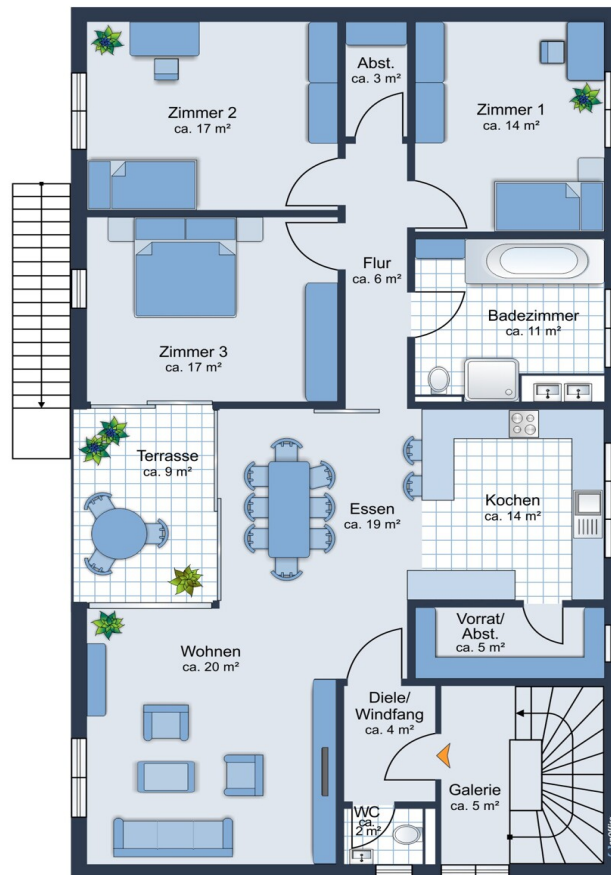 Abst.
ca. 3 m²
Zimmer 2
ca. 17 m²
Zimmer 1
ca. 14 m²
Flur
ca. 6 m²
Badezimmer
ca. 11 m²
Zimmer 3
ca. 17 m²
Terrasse
ca. 9 m²
Essen
ca. 19 m²
Kochen
ca. 14 m²
Vorrat/
Abst.
ca. 5 m²
Wohnen
ca. 20 m²
Diele/
Windfang
ca. 4 m²
Galerie
ca. 5 m²
WC
ca.
2 m²